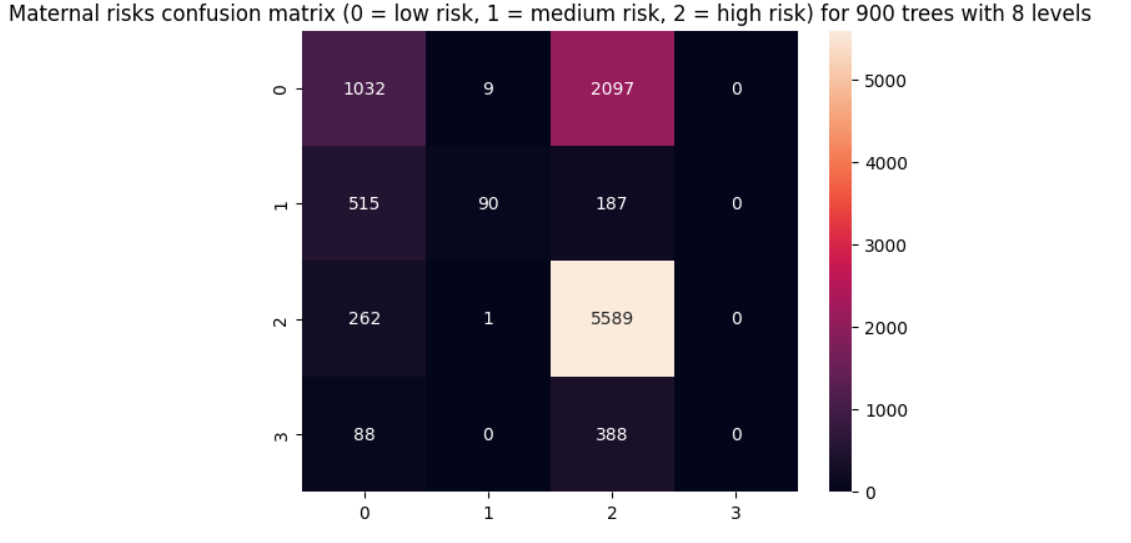 Maternal risks confusion matrix (0 = low risk, 1 = medium risk, 2 = high risk) for 900 trees with 8 levels
0 1032 9 2097 0
1 515 90 187 0
2 262 1 5589 0
3 88 0 388 0
0 1 2 3
5000
4000
3000
2000
1000
0